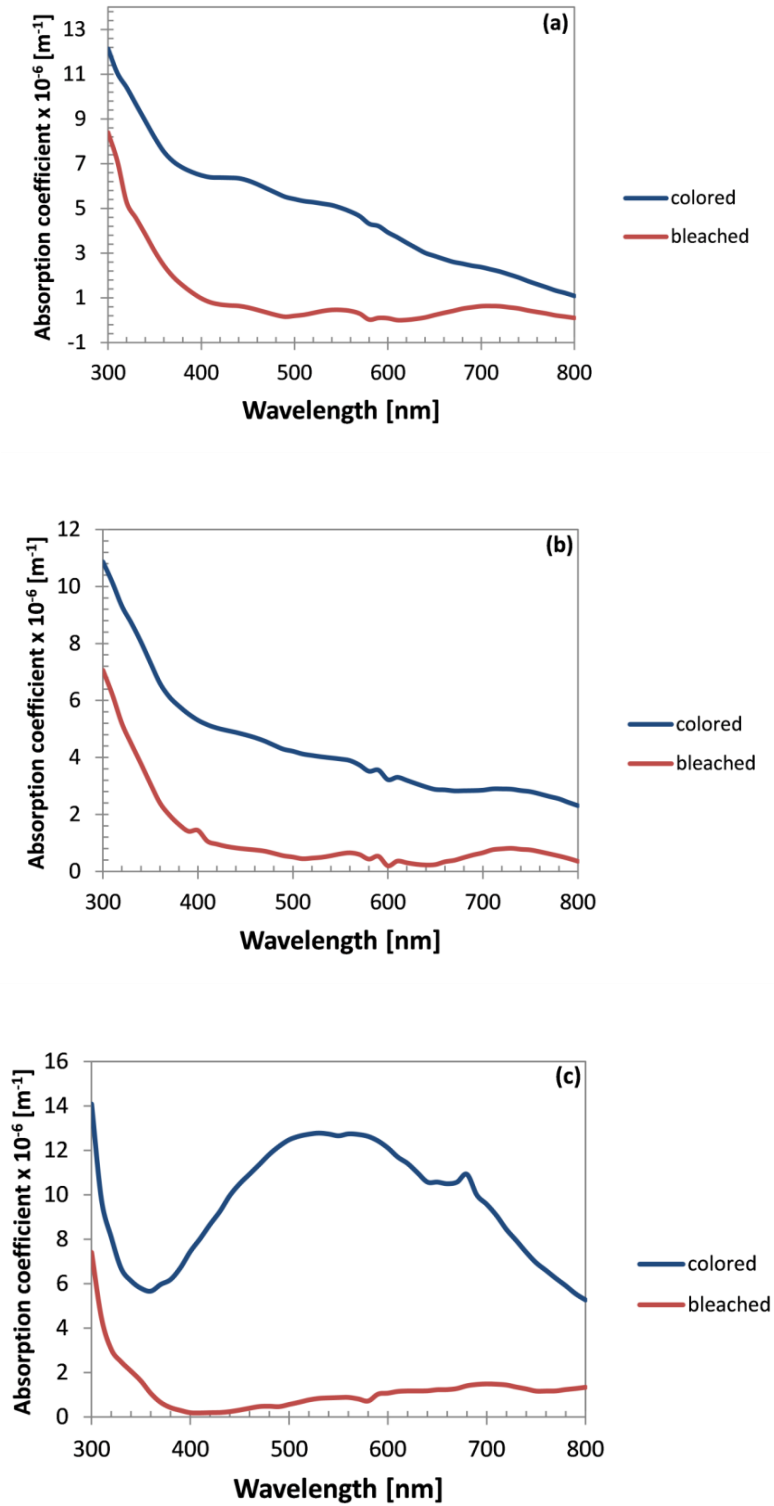 (a)
13
11
9
7
5
3
1
-1
Absorption coefficient x 10⁻⁶ [m⁻¹]
300 400 500 600 700 800
Wavelength [nm]
colored
bleached
(b)
12
10
8
6
4
2
0
Absorption coefficient x 10⁻⁶ [m⁻¹]
300 400 500 600 700 800
Wavelength [nm]
colored
bleached
(c)
16
14
12
10
8
6
4
2
0
Absorption coefficient x 10⁻⁶ [m⁻¹]
300 400 500 600 700 800
Wavelength [nm]
colored
bleached